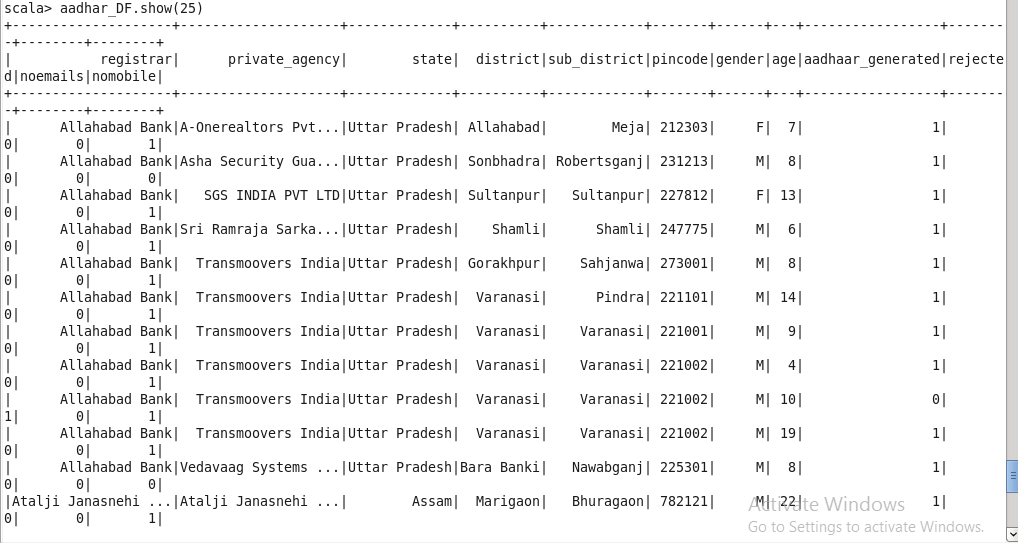 scala> aadhar_DF.show(25)
+--------------------+--------------------+-------------+----------+------------+-------+------+---+-----------------+-------
-+--------+--------+
|           registrar|      private_agency|        state|  district|sub_district|pincode|gender|age|aadhaar_generated|rejecte
d|noemails|nomobile|
+--------------------+--------------------+-------------+----------+------------+-------+------+---+-----------------+-------
-+--------+--------+
|      Allahabad Bank|A-Onerealtors Pvt...|Uttar Pradesh| Allahabad|        Meja| 212303|     F|  7|                1|
0|       0|       1|
|      Allahabad Bank|Asha Security Gua...|Uttar Pradesh| Sonbhadra| Robertsganj| 231213|     M|  8|                1|
0|       0|       0|
|      Allahabad Bank|   SGS INDIA PVT LTD|Uttar Pradesh| Sultanpur|   Sultanpur| 227812|     F| 13|                1|
0|       0|       1|
|      Allahabad Bank|Sri Ramraja Sarka...|Uttar Pradesh|    Shamli|      Shamli| 247775|     M|  6|                1|
0|       0|       1|
|      Allahabad Bank|  Transmoovers India|Uttar Pradesh| Gorakhpur|    Sahjanwa| 273001|     M|  8|                1|
0|       0|       1|
|      Allahabad Bank|  Transmoovers India|Uttar Pradesh|  Varanasi|      Pindra| 221101|     M| 14|                1|
0|       0|       1|
|      Allahabad Bank|  Transmoovers India|Uttar Pradesh|  Varanasi|    Varanasi| 221001|     M|  9|                1|
0|       0|       1|
|      Allahabad Bank|  Transmoovers India|Uttar Pradesh|  Varanasi|    Varanasi| 221002|     M|  4|                1|
0|       0|       1|
|      Allahabad Bank|  Transmoovers India|Uttar Pradesh|  Varanasi|    Varanasi| 221002|     M| 10|                0|
1|       0|       1|
|      Allahabad Bank|  Transmoovers India|Uttar Pradesh|  Varanasi|    Varanasi| 221002|     M| 19|                1|
0|       0|       1|
|      Allahabad Bank|Vedavaag Systems ...|Uttar Pradesh|Bara Banki|   Nawabganj| 225301|     M|  8|                1|
0|       0|       0|
|Atalji Janasnehi ...|Atalji Janasnehi ...|        Assam|  Marigaon|    Bhuragaon| 782121|     M| 22|                1|
0|       0|       1|
Activate Windows
Go to Settings to activate Windows.